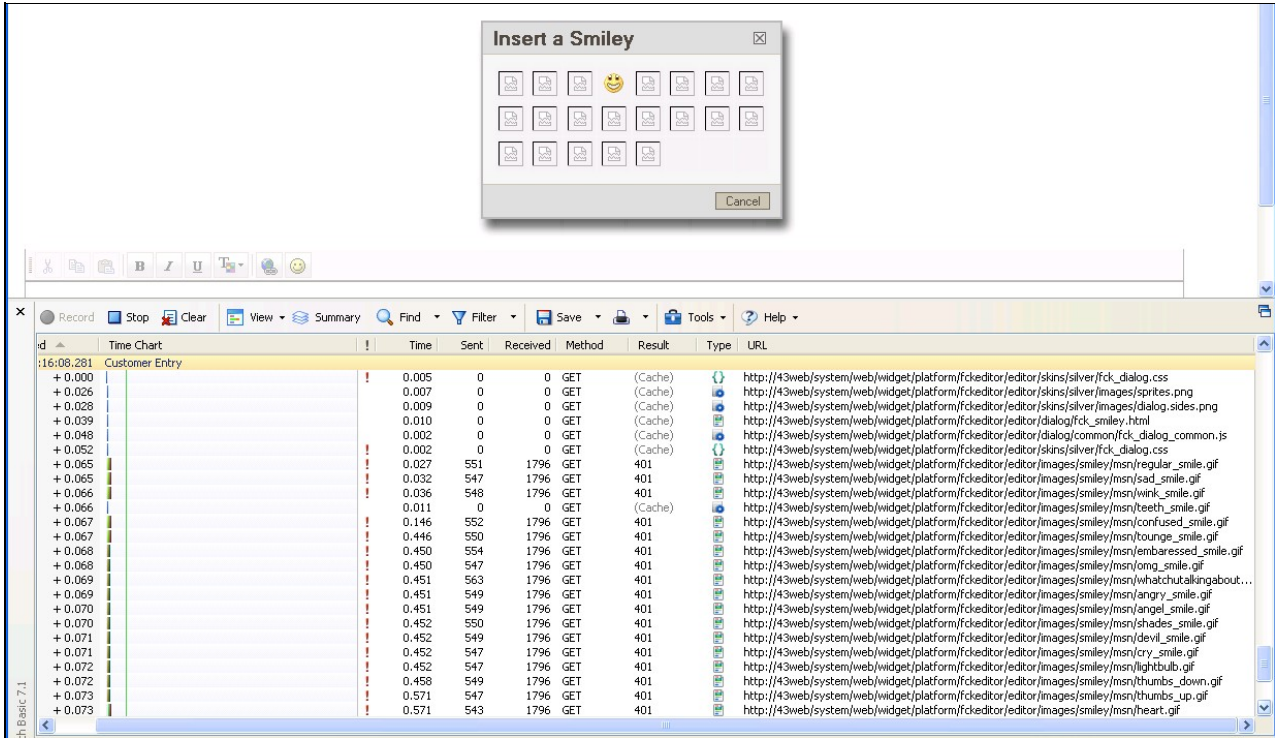 Insert a Smiley
Cancel
B I U T
Record Stop Clear View Summary Find Filter Save Tools Help
:d Time Chart ! Time Sent Received Method Result Type URL
:16:08.281 Customer Entry
+ 0.000 ! 0.005 0 0 GET (Cache) {} http://43web/system/web/widget/platform/fckeditor/editor/skins/silver/fck_dialog.css
+ 0.026 0.007 0 0 GET (Cache) http://43web/system/web/widget/platform/fckeditor/editor/skins/silver/images/sprites.png
+ 0.028 0.009 0 0 GET (Cache) http://43web/system/web/widget/platform/fckeditor/editor/skins/silver/images/dialog.sides.png
+ 0.039 0.010 0 0 GET (Cache) http://43web/system/web/widget/platform/fckeditor/editor/dialog/fck_smiley.html
+ 0.048 0.002 0 0 GET (Cache) http://43web/system/web/widget/platform/fckeditor/editor/dialog/common/fck_dialog_common.js
+ 0.052 ! 0.002 0 0 GET (Cache) {} http://43web/system/web/widget/platform/fckeditor/editor/skins/silver/fck_dialog.css
+ 0.065 ! 0.027 551 1796 GET 401 http://43web/system/web/widget/platform/fckeditor/editor/images/smiley/msn/regular_smile.gif
+ 0.065 ! 0.032 547 1796 GET 401 http://43web/system/web/widget/platform/fckeditor/editor/images/smiley/msn/sad_smile.gif
+ 0.066 ! 0.036 548 1796 GET 401 http://43web/system/web/widget/platform/fckeditor/editor/images/smiley/msn/wink_smile.gif
+ 0.066 0.011 0 0 GET (Cache) http://43web/system/web/widget/platform/fckeditor/editor/images/smiley/msn/teeth_smile.gif
+ 0.067 ! 0.146 552 1796 GET 401 http://43web/system/web/widget/platform/fckeditor/editor/images/smiley/msn/confused_smile.gif
+ 0.067 ! 0.446 550 1796 GET 401 http://43web/system/web/widget/platform/fckeditor/editor/images/smiley/msn/tounge_smile.gif
+ 0.068 ! 0.450 554 1796 GET 401 http://43web/system/web/widget/platform/fckeditor/editor/images/smiley/msn/embaressed_smile.gif
+ 0.068 ! 0.450 547 1796 GET 401 http://43web/system/web/widget/platform/fckeditor/editor/images/smiley/msn/omg_smile.gif
+ 0.069 ! 0.451 563 1796 GET 401 http://43web/system/web/widget/platform/fckeditor/editor/images/smiley/msn/whatchutalkingabout...
+ 0.069 ! 0.451 549 1796 GET 401 http://43web/system/web/widget/platform/fckeditor/editor/images/smiley/msn/angry_smile.gif
+ 0.070 ! 0.451 549 1796 GET 401 http://43web/system/web/widget/platform/fckeditor/editor/images/smiley/msn/angel_smile.gif
+ 0.070 ! 0.452 550 1796 GET 401 http://43web/system/web/widget/platform/fckeditor/editor/images/smiley/msn/shades_smile.gif
+ 0.071 ! 0.452 549 1796 GET 401 http://43web/system/web/widget/platform/fckeditor/editor/images/smiley/msn/devil_smile.gif
+ 0.071 ! 0.452 547 1796 GET 401 http://43web/system/web/widget/platform/fckeditor/editor/images/smiley/msn/cry_smile.gif
+ 0.072 ! 0.452 547 1796 GET 401 http://43web/system/web/widget/platform/fckeditor/editor/images/smiley/msn/lightbulb.gif
+ 0.072 ! 0.458 549 1796 GET 401 http://43web/system/web/widget/platform/fckeditor/editor/images/smiley/msn/thumbs_down.gif
+ 0.073 ! 0.571 547 1796 GET 401 http://43web/system/web/widget/platform/fckeditor/editor/images/smiley/msn/thumbs_up.gif
+ 0.073 ! 0.571 543 1796 GET 401 http://43web/system/web/widget/platform/fckeditor/editor/images/smiley/msn/heart.gif
ch Basic 7.1